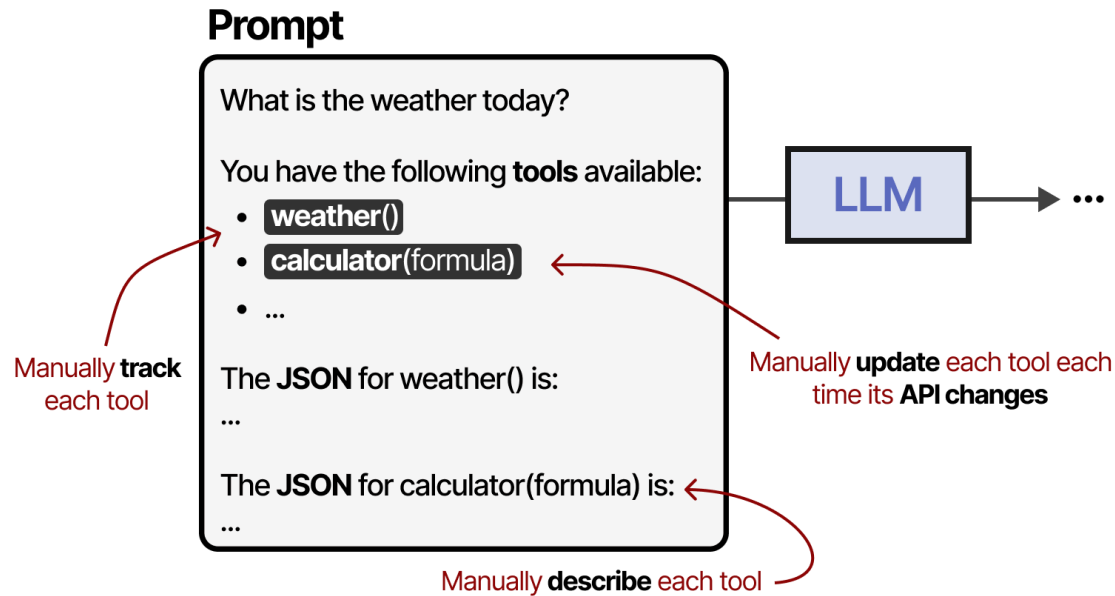 Prompt
What is the weather today?
You have the following tools available:
• weather()
• calculator(formula)
• ...
The JSON for weather() is:
...
The JSON for calculator(formula) is:
...
LLM
...
Manually track
each tool
Manually update each tool each
time its API changes
Manually describe each tool